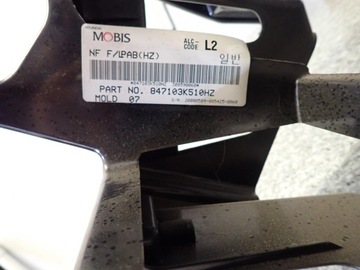 MOBIS
ALC-
CODE L2
NF F/LPAB(HZ) 일반
PART NO. 847103K510HZ
MOLD 07